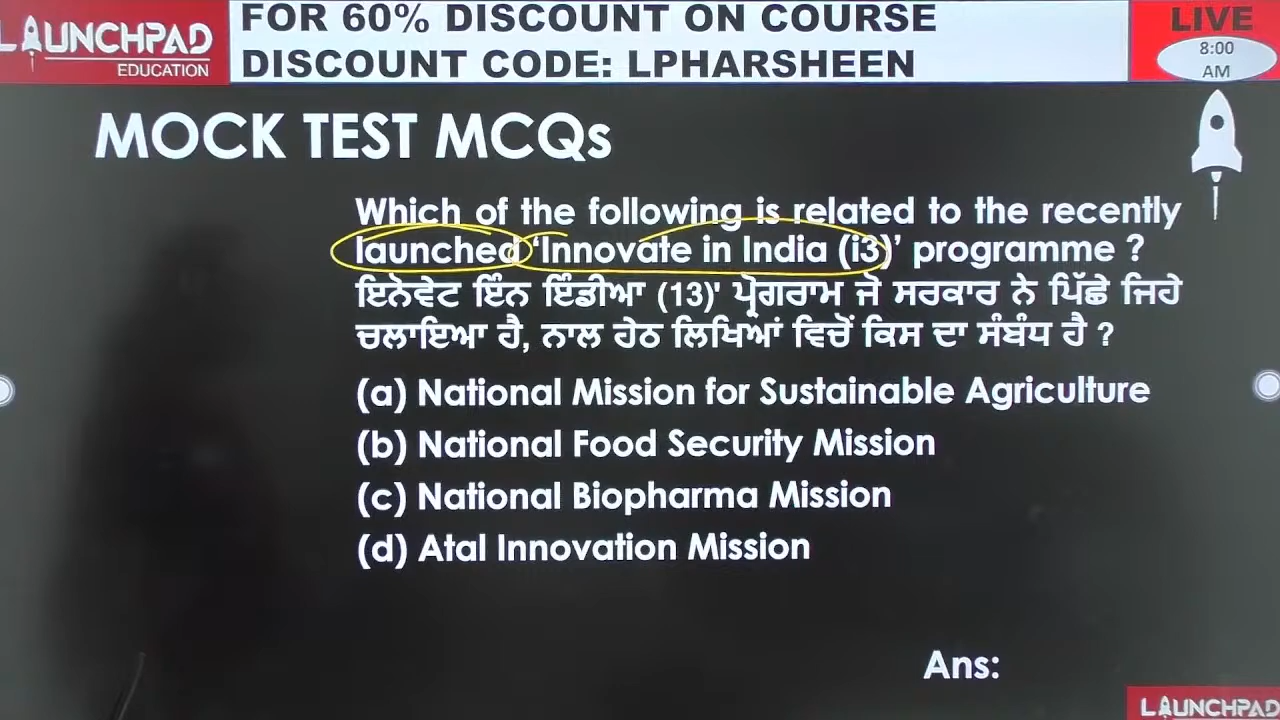 LAUNCHPAD
EDUCATION
FOR 60% DISCOUNT ON COURSE
DISCOUNT CODE: LPHARSHEEN
LIVE
8:00
AM
MOCK TEST MCQs
Which of the following is related to the recently
launched ‘Innovate in India (i3)’ programme ?
ਇਨੋਵੇਟ ਇੰਨ ਇੰਡੀਆ (13)' ਪ੍ਰੋਗਰਾਮ ਜੋ ਸਰਕਾਰ ਨੇ ਪਿੱਛੇ ਜਿਹੇ
ਚਲਾਇਆ ਹੈ, ਨਾਲ ਹੇਠ ਲਿਖਿਆਂ ਵਿਚੋਂ ਕਿਸ ਦਾ ਸੰਬੰਧ ਹੈ ?
(a) National Mission for Sustainable Agriculture
(b) National Food Security Mission
(c) National Biopharma Mission
(d) Atal Innovation Mission
Ans:
LAUNCHPAD